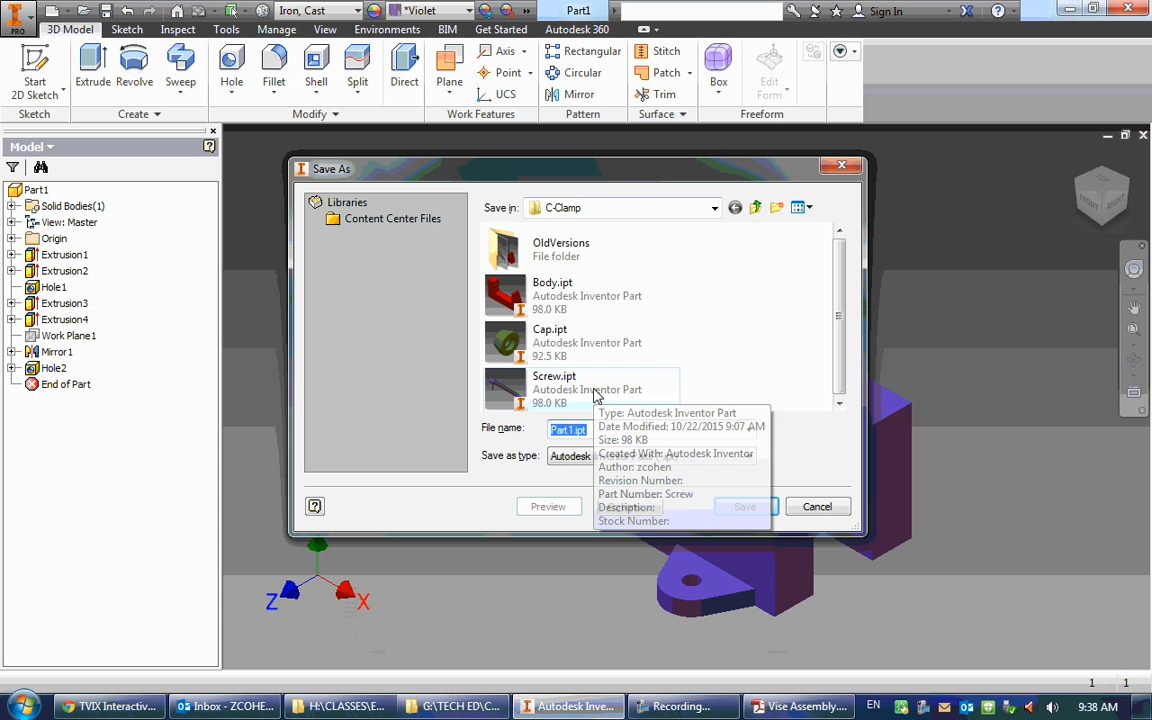 Iron, Cast
*Violet
Part1
Sign In
PRO
3D Model
Sketch
Inspect
Tools
Manage
View
Environments
BIM
Get Started
Autodesk 360
Start
2D Sketch
Extrude
Revolve
Sweep
Hole
Fillet
Shell
Split
Direct
Plane
Axis
Point
UCS
Rectangular
Circular
Mirror
Stitch
Patch
Trim
Box
Edit
Form
Sketch
Create
Modify
Work Features
Pattern
Surface
Freeform
Model
Part1
Solid Bodies(1)
View: Master
Origin
Extrusion1
Extrusion2
Hole1
Extrusion3
Extrusion4
Work Plane1
Mirror1
Hole2
End of Part
Save As
Libraries
Content Center Files
Save in:
C-Clamp
OldVersions
File folder
Body.ipt
Autodesk Inventor Part
98.0 KB
Cap.ipt
Autodesk Inventor Part
92.5 KB
Screw.ipt
Autodesk Inventor Part
98.0 KB
File name:
Part1.ipt
Save as type:
Autodesk
Type: Autodesk Inventor Part
Date Modified: 10/22/2015 9:07 AM
Size: 98 KB
Created With: Autodesk Inventor
Author: zcohen
Revision Number:
Part Number: Screw
Description:
Stock Number:
Preview
Save
Cancel
TOP
FRONT
RIGHT
Z
X
1 1
TVIX Interactiv...
Inbox - ZCOHE...
H:\CLASSES\E...
G:\TECH ED\C...
Autodesk Inve...
Recording...
Vise Assembly....
EN
9:38 AM